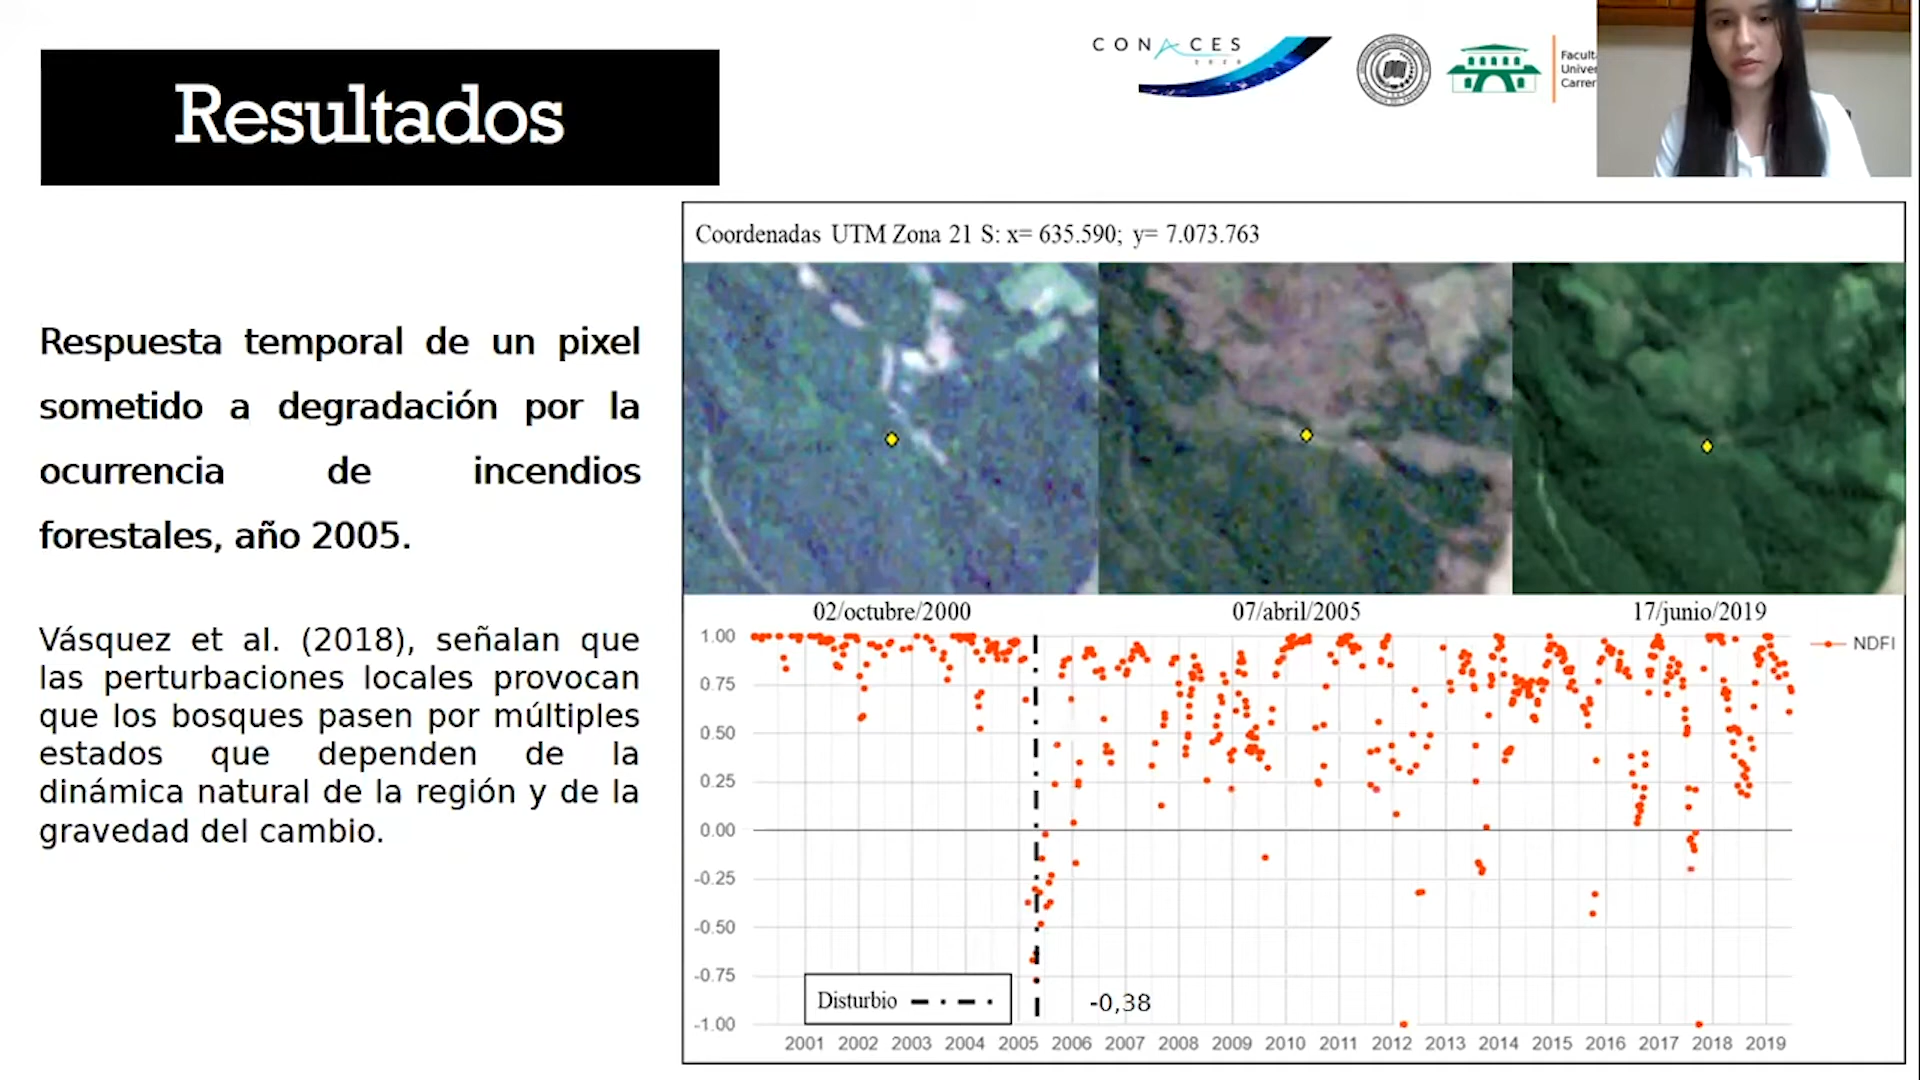 Resultados
CONACES
2020
Facult
Univer
Carrer
Respuesta temporal de un pixel
sometido a degradación por la
ocurrencia de incendios
forestales, año 2005.
Vásquez et al. (2018), señalan que
las perturbaciones locales provocan
que los bosques pasen por múltiples
estados que dependen de la
dinámica natural de la región y de la
gravedad del cambio.
Coordenadas UTM Zona 21 S: x= 635.590; y= 7.073.763
02/octubre/2000 07/abril/2005 17/junio/2019
NDFI
1.00
0.75
0.50
0.25
0.00
-0.25
-0.50
-0.75
-1.00
Disturbio
-0,38
2001 2002 2003 2004 2005 2006 2007 2008 2009 2010 2011 2012 2013 2014 2015 2016 2017 2018 2019